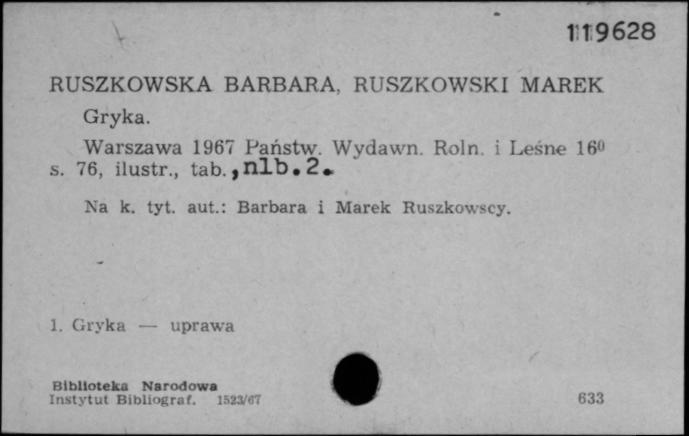 119628
RUSZKOWSKA BARBARA, RUSZKOWSKI MAREK
Gryka.
Warszawa 1967 Państw. Wydawn. Roln. i Leśne 16⁰
s. 76, ilustr., tab.,nlb.2.
Na k. tyt. aut.: Barbara i Marek Ruszkowscy.
1. Gryka — uprawa
Biblioteka Narodowa
Instytut Bibliograf. 1523/67 633